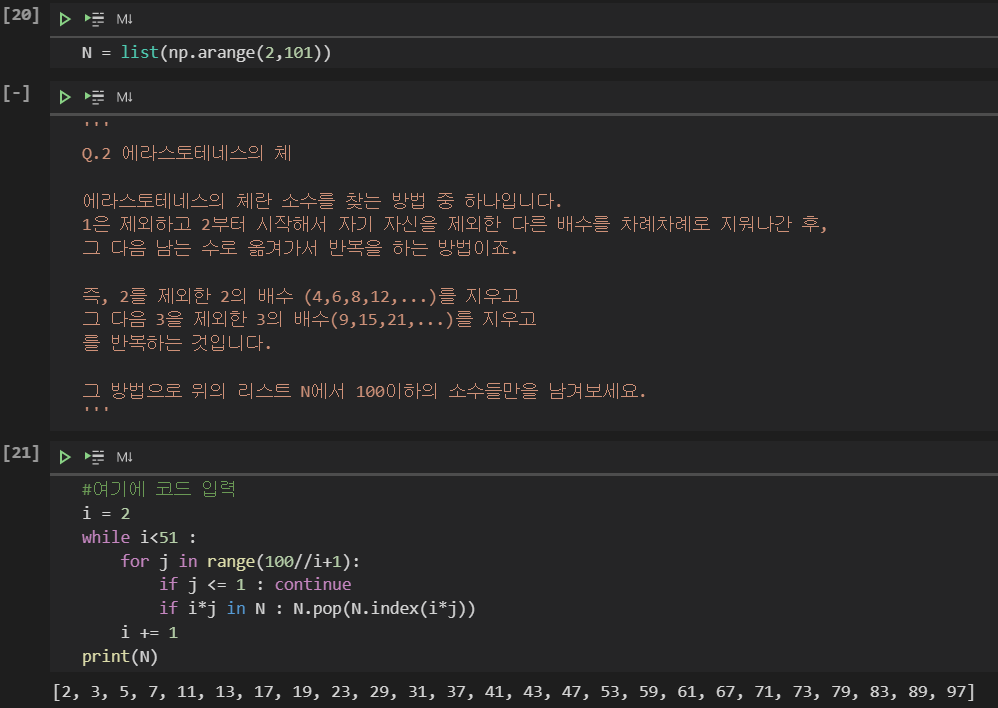 [20]
M↓
N = list(np.arange(2,101))
[-]
M↓
'''
Q.2 에라스토테네스의 체
에라스토테네스의 체란 소수를 찾는 방법 중 하나입니다.
1은 제외하고 2부터 시작해서 자기 자신을 제외한 다른 배수를 차례차례로 지워나간 후,
그 다음 남는 수로 옮겨가서 반복을 하는 방법이죠.
즉, 2를 제외한 2의 배수 (4,6,8,12,...)를 지우고
그 다음 3을 제외한 3의 배수(9,15,21,...)를 지우고
를 반복하는 것입니다.
그 방법으로 위의 리스트 N에서 100이하의 소수들만을 남겨보세요.
'''
[21]
M↓
#여기에 코드 입력
i = 2
while i<51 :
    for j in range(100//i+1):
        if j <= 1 : continue
        if i*j in N : N.pop(N.index(i*j))
    i += 1
print(N)
[2, 3, 5, 7, 11, 13, 17, 19, 23, 29, 31, 37, 41, 43, 47, 53, 59, 61, 67, 71, 73, 79, 83, 89, 97]